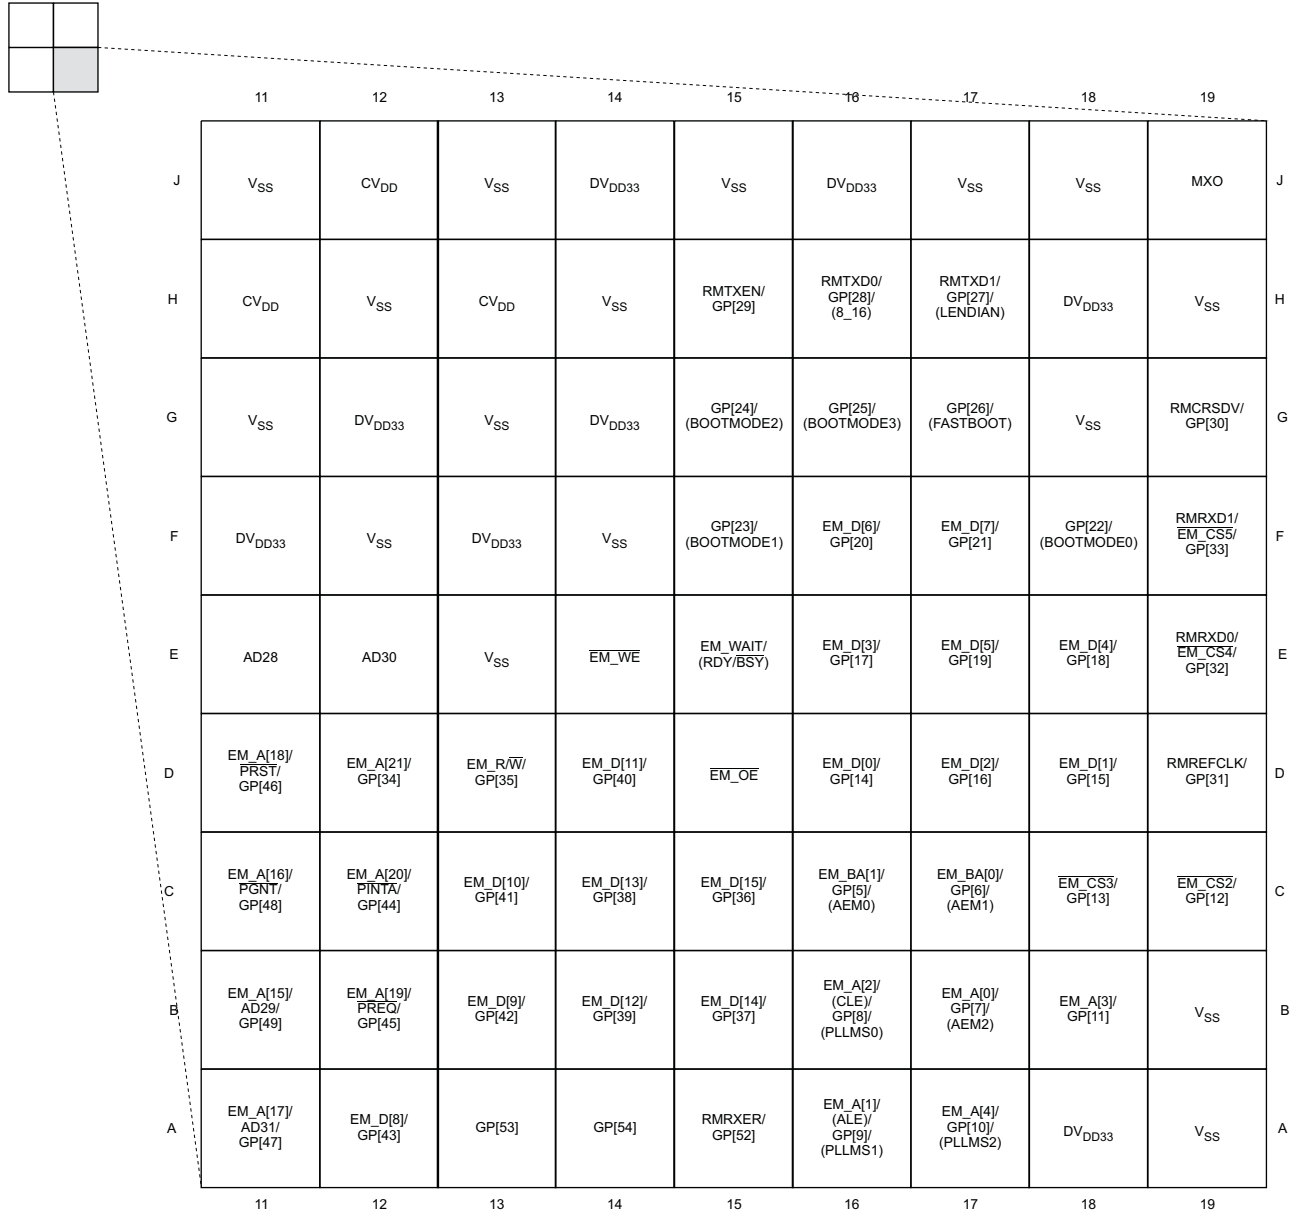 11 12 13 14 15 16 17 18 19
J VSS CVDD VSS DVDD33 VSS DVDD33 VSS VSS MXO J
H CVDD VSS CVDD VSS RMTXEN/ GP[29] RMTXD0/ GP[28]/ (8_16) RMTXD1/ GP[27]/ (LENDIAN) DVDD33 VSS H
G VSS DVDD33 VSS DVDD33 GP[24]/ (BOOTMODE2) GP[25]/ (BOOTMODE3) GP[26]/ (FASTBOOT) VSS RMCRSDV/ GP[30] G
F DVDD33 VSS DVDD33 VSS GP[23]/ (BOOTMODE1) EM_D[6]/ GP[20] EM_D[7]/ GP[21] GP[22]/ (BOOTMODE0) RMRXD1/ EM_CS5/ GP[33] F
E AD28 AD30 VSS EM_WE EM_WAIT/ (RDY/BSY) EM_D[3]/ GP[17] EM_D[5]/ GP[19] EM_D[4]/ GP[18] RMRXD0/ EM_CS4/ GP[32] E
D EM_A[18]/ PRST/ GP[46] EM_A[21]/ GP[34] EM_R/W/ GP[35] EM_D[11]/ GP[40] EM_OE EM_D[0]/ GP[14] EM_D[2]/ GP[16] EM_D[1]/ GP[15] RMREFCLK/ GP[31] D
C EM_A[16]/ PGNT/ GP[48] EM_A[20]/ PINTA/ GP[44] EM_D[10]/ GP[41] EM_D[13]/ GP[38] EM_D[15]/ GP[36] EM_BA[1]/ GP[5]/ (AEM0) EM_BA[0]/ GP[6]/ (AEM1) EM_CS3/ GP[13] EM_CS2/ GP[12] C
B EM_A[15]/ AD29/ GP[49] EM_A[19]/ PREQ/ GP[45] EM_D[9]/ GP[42] EM_D[12]/ GP[39] EM_D[14]/ GP[37] EM_A[2]/ (CLE)/ GP[8]/ (PLLMS0) EM_A[0]/ GP[7]/ (AEM2) EM_A[3]/ GP[11] VSS B
A EM_A[17]/ AD31/ GP[47] EM_D[8]/ GP[43] GP[53] GP[54] RMRXER/ GP[52] EM_A[1]/ (ALE)/ GP[9]/ (PLLMS1) EM_A[4]/ GP[10]/ (PLLMS2) DVDD33 VSS A
11 12 13 14 15 16 17 18 19